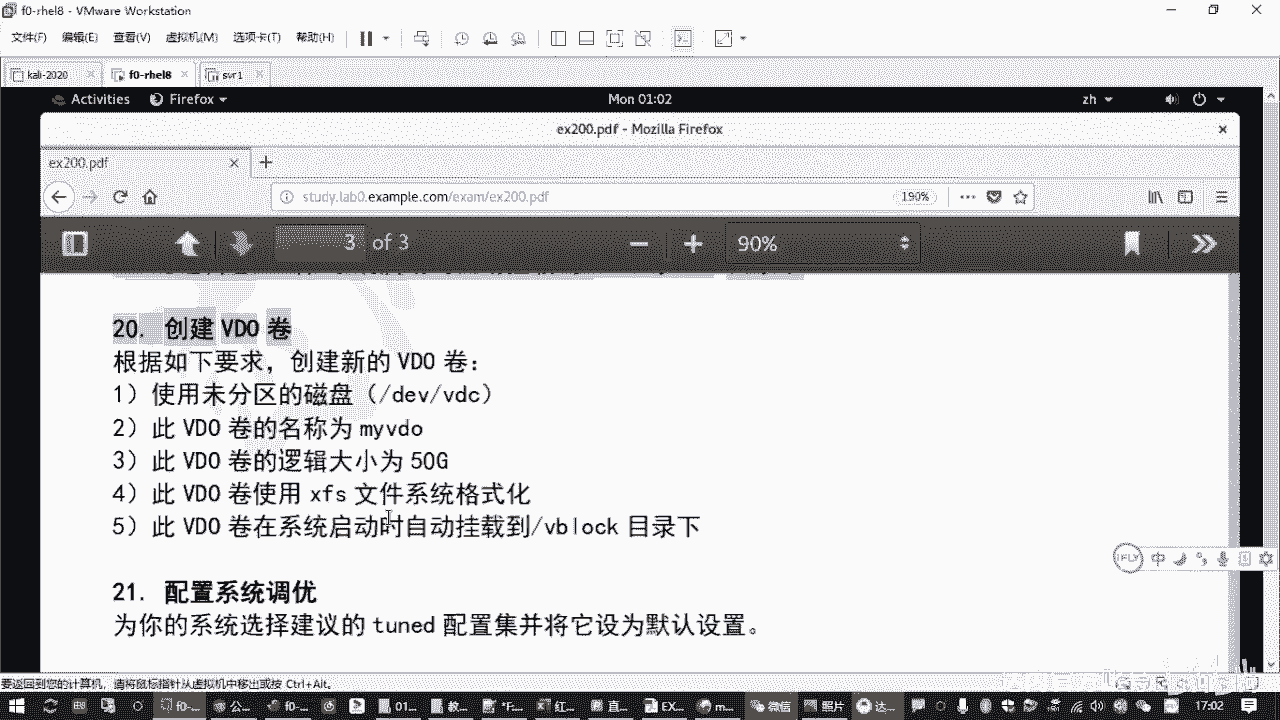 f0-rhel8 - VMware Workstation
文件(F) 编辑(E) 查看(V) 虚拟机(M) 选项卡(T) 帮助(H)
kali-2020 f0-rhel8 svr1
Activities Firefox Mon 01:02 zh
ex200.pdf - Mozilla Firefox
ex200.pdf
study.lab0.example.com/exam/ex200.pdf 190%
3 of 3 90%
20. 创建 VDO 卷
根据如下要求，创建新的 VDO 卷：
1）使用未分区的磁盘（/dev/vdc）
2）此 VDO 卷的名称为 myvdo
3）此 VDO 卷的逻辑大小为 50G
4）此 VDO 卷使用 xfs 文件系统格式化
5）此 VDO 卷在系统启动时自动挂载到/vblock 目录下
21. 配置系统调优
为你的系统选择建议的 tuned 配置集并将它设为默认设置。
iFLY 中
要返回到您的计算机，请将鼠标指针从虚拟机中移出或按 Ctrl+Alt。
f0-... 公... f0-... 01... 教... "F... 红... 直... EX... m... 微信 照片 达... 17:02